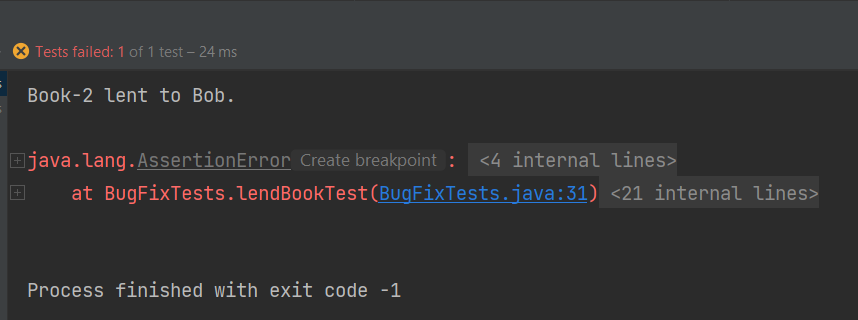 Tests failed: 1 of 1 test – 24 ms
Book-2 lent to Bob.
java.lang.AssertionError Create breakpoint : <4 internal lines>
at BugFixTests.lendBookTest(BugFixTests.java:31) <21 internal lines>
Process finished with exit code -1